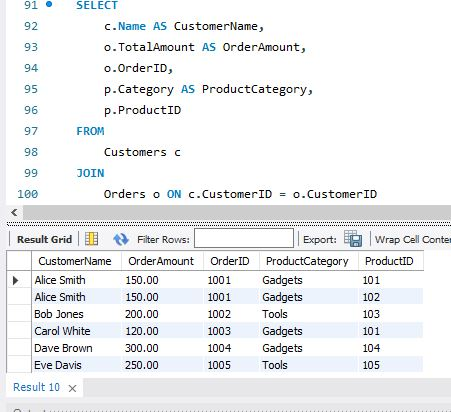 91 SELECT
92 c.Name AS CustomerName,
93 o.TotalAmount AS OrderAmount,
94 o.OrderID,
95 p.Category AS ProductCategory,
96 p.ProductID
97 FROM
98 Customers c
99 JOIN
100 Orders o ON c.CustomerID = o.CustomerID
Result Grid Filter Rows: Export: Wrap Cell Conte
CustomerName OrderAmount OrderID ProductCategory ProductID
Alice Smith 150.00 1001 Gadgets 101
Alice Smith 150.00 1001 Gadgets 102
Bob Jones 200.00 1002 Tools 103
Carol White 120.00 1003 Gadgets 101
Dave Brown 300.00 1004 Gadgets 104
Eve Davis 250.00 1005 Tools 105
Result 10